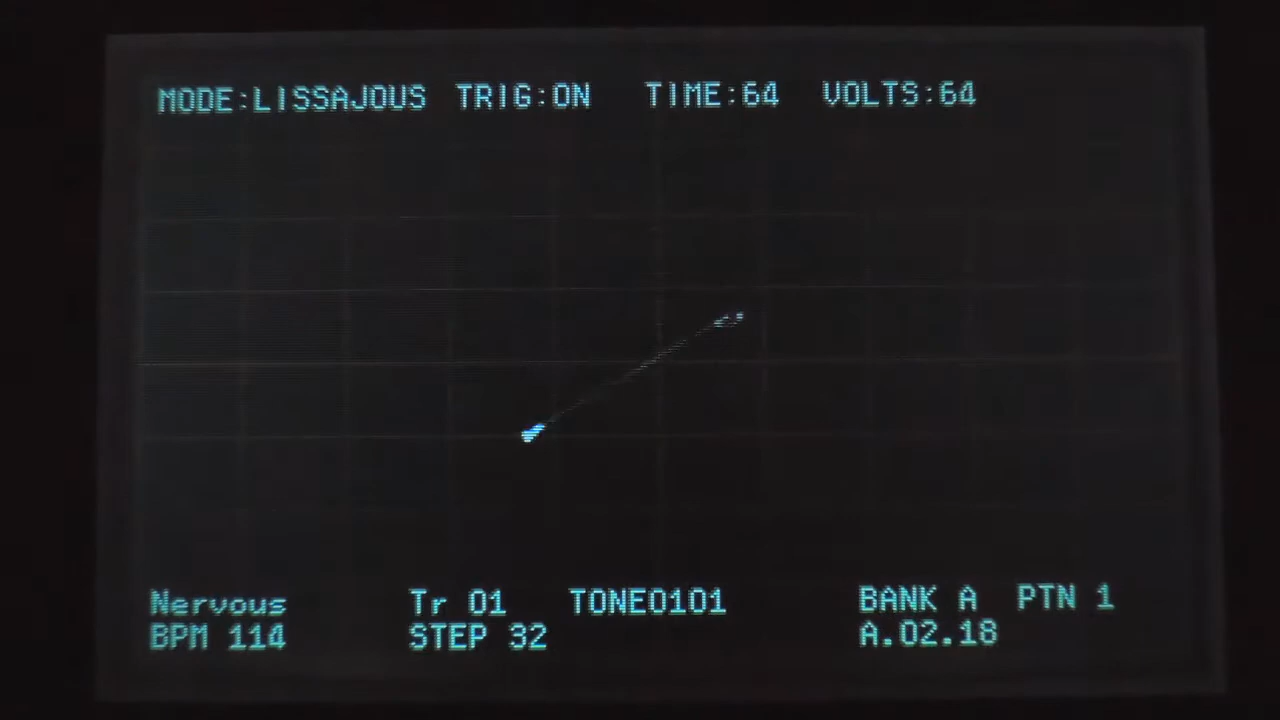 MODE:LISSAJOUS TRIG:ON TIME:64 VOLTS:64
Nervous Tr 01 TONE0101 BANK A PTN 1
BPM 114 STEP 32 A.02.18